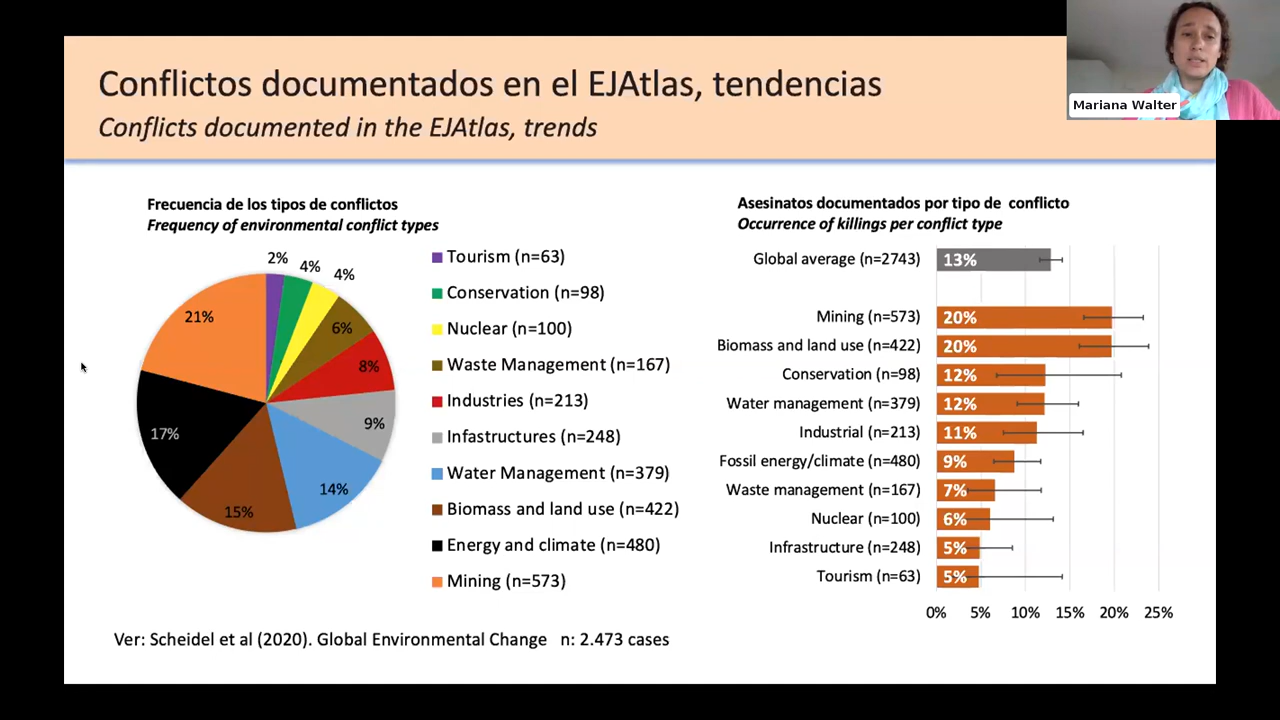 Conflictos documentados en el EJAtlas, tendencias
Conflicts documented in the EJAtlas, trends
Mariana Walter
Frecuencia de los tipos de conflictos
Frequency of environmental conflict types
2%
4%
4%
6%
8%
9%
14%
15%
17%
21%
Tourism (n=63)
Conservation (n=98)
Nuclear (n=100)
Waste Management (n=167)
Industries (n=213)
Infastructures (n=248)
Water Management (n=379)
Biomass and land use (n=422)
Energy and climate (n=480)
Mining (n=573)
Asesinatos documentados por tipo de conflicto
Occurrence of killings per conflict type
Global average (n=2743) 13%
Mining (n=573) 20%
Biomass and land use (n=422) 20%
Conservation (n=98) 12%
Water management (n=379) 12%
Industrial (n=213) 11%
Fossil energy/climate (n=480) 9%
Waste management (n=167) 7%
Nuclear (n=100) 6%
Infrastructure (n=248) 5%
Tourism (n=63) 5%
0% 5% 10% 15% 20% 25%
Ver: Scheidel et al (2020). Global Environmental Change n: 2.473 cases